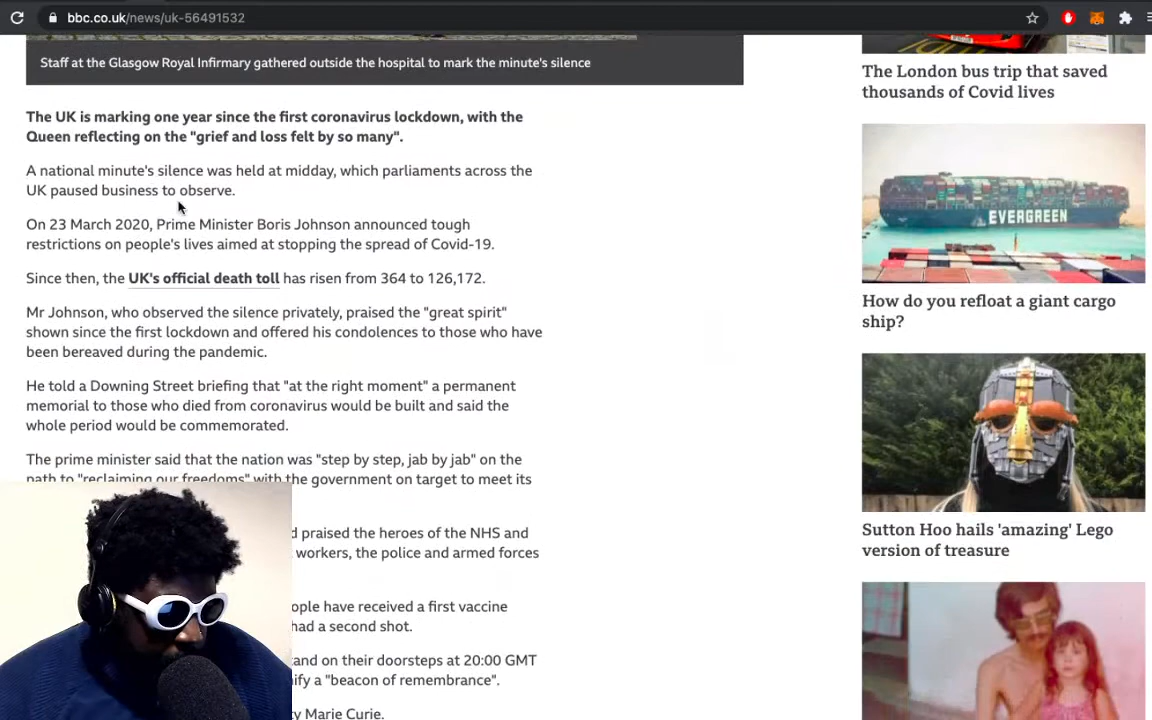 bbc.co.uk/news/uk-56491532
Staff at the Glasgow Royal Infirmary gathered outside the hospital to mark the minute's silence
The UK is marking one year since the first coronavirus lockdown, with the
Queen reflecting on the "grief and loss felt by so many".
A national minute's silence was held at midday, which parliaments across the
UK paused business to observe.
On 23 March 2020, Prime Minister Boris Johnson announced tough
restrictions on people's lives aimed at stopping the spread of Covid-19.
Since then, the UK's official death toll has risen from 364 to 126,172.
Mr Johnson, who observed the silence privately, praised the "great spirit"
shown since the first lockdown and offered his condolences to those who have
been bereaved during the pandemic.
He told a Downing Street briefing that "at the right moment" a permanent
memorial to those who died from coronavirus would be built and said the
whole period would be commemorated.
The prime minister said that the nation was "step by step, jab by jab" on the
path to "reclaiming our freedoms" with the government on target to meet its
d praised the heroes of the NHS and
workers, the police and armed forces
ople have received a first vaccine
had a second shot.
and on their doorsteps at 20:00 GMT
ify a "beacon of remembrance".
y Marie Curie.
The London bus trip that saved
thousands of Covid lives
EVERGREEN
How do you refloat a giant cargo
ship?
Sutton Hoo hails 'amazing' Lego
version of treasure